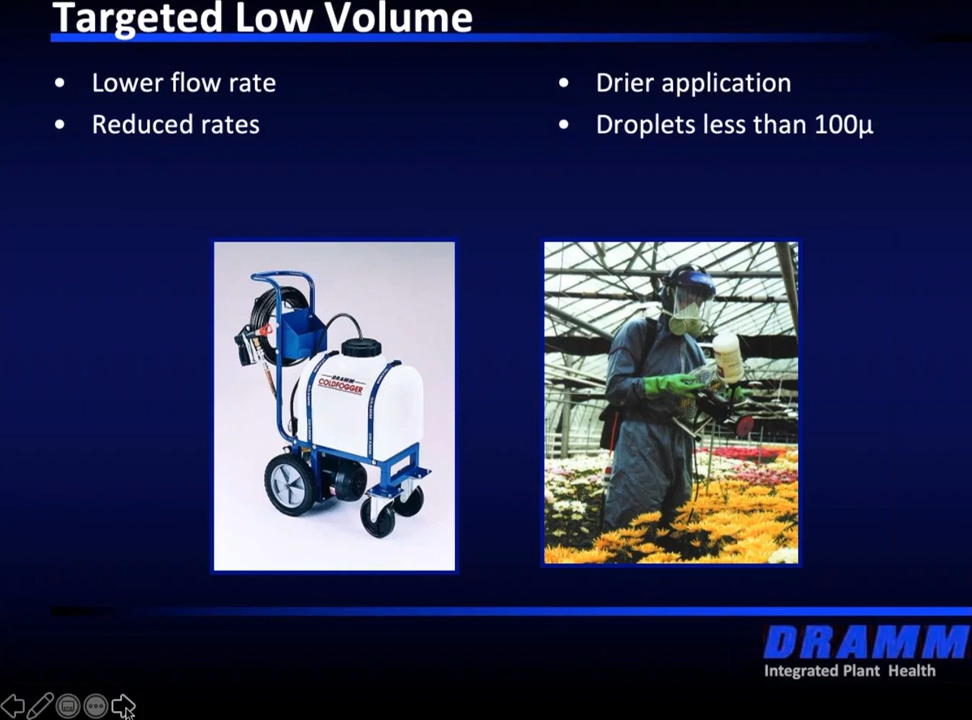 Targeted Low Volume
• Lower flow rate
• Reduced rates
• Drier application
• Droplets less than 100µ
DRAMM
COLDFOGGER
DRAMM
Integrated Plant Health